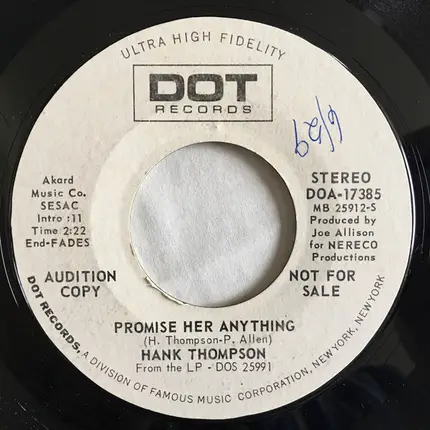 ULTRA HIGH FIDELITY
DOT
RECORDS
6/29
Akard
Music Co.
SESAC
Intro :11
Time 2:22
End-FADES
STEREO
DOA-17385
MB 25912-S
Produced by
Joe Allison
for NERECO
Productions
AUDITION
COPY
NOT FOR
SALE
PROMISE HER ANYTHING
(H. Thompson-P. Allen)
HANK THOMPSON
From the LP - DOS 25991
DOT RECORDS, A DIVISION OF FAMOUS MUSIC CORPORATION, NEW YORK, NEW YORK